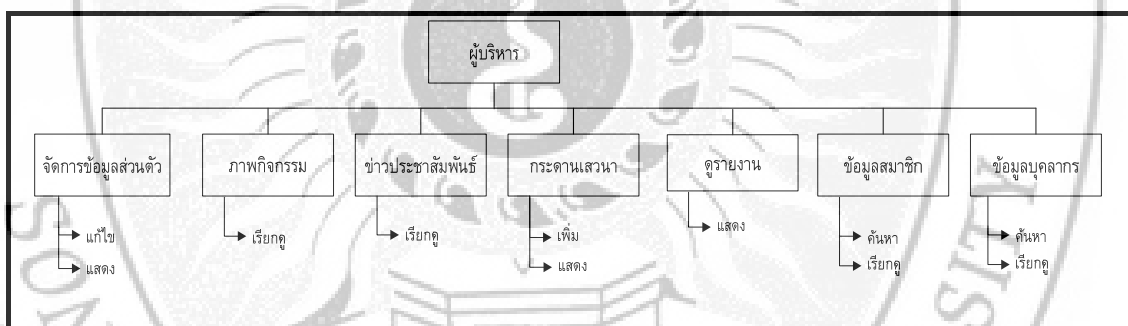 ผู้บริหาร
จัดการข้อมูลส่วนตัว
แก้ไข
แสดง
ภาพกิจกรรม
เรียกดู
ข่าวประชาสัมพันธ์
เรียกดู
กระดานเสวนา
เพิ่ม
แสดง
ดูรายงาน
แสดง
ข้อมูลสมาชิก
ค้นหา
เรียกดู
ข้อมูลบุคลากร
ค้นหา
เรียกดู